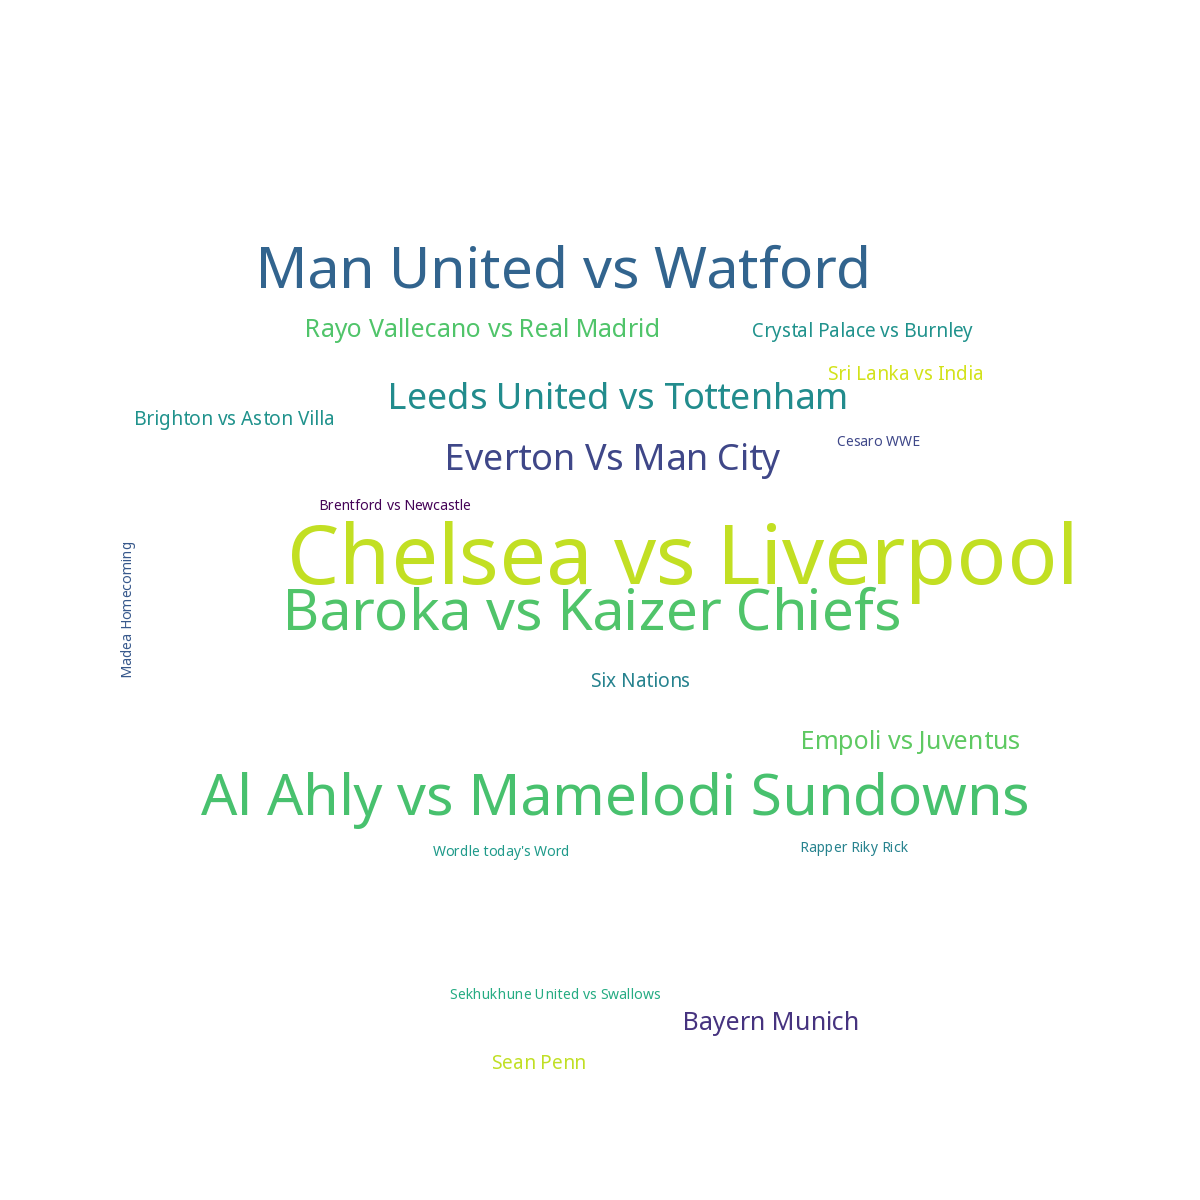 Man United vs Watford
Rayo Vallecano vs Real Madrid
Crystal Palace vs Burnley
Sri Lanka vs India
Leeds United vs Tottenham
Brighton vs Aston Villa
Cesaro WWE
Everton Vs Man City
Brentford vs Newcastle
Chelsea vs Liverpool
Baroka vs Kaizer Chiefs
Madea Homecoming
Six Nations
Empoli vs Juventus
Al Ahly vs Mamelodi Sundowns
Wordle today's Word
Rapper Riky Rick
Sekhukhune United vs Swallows
Bayern Munich
Sean Penn